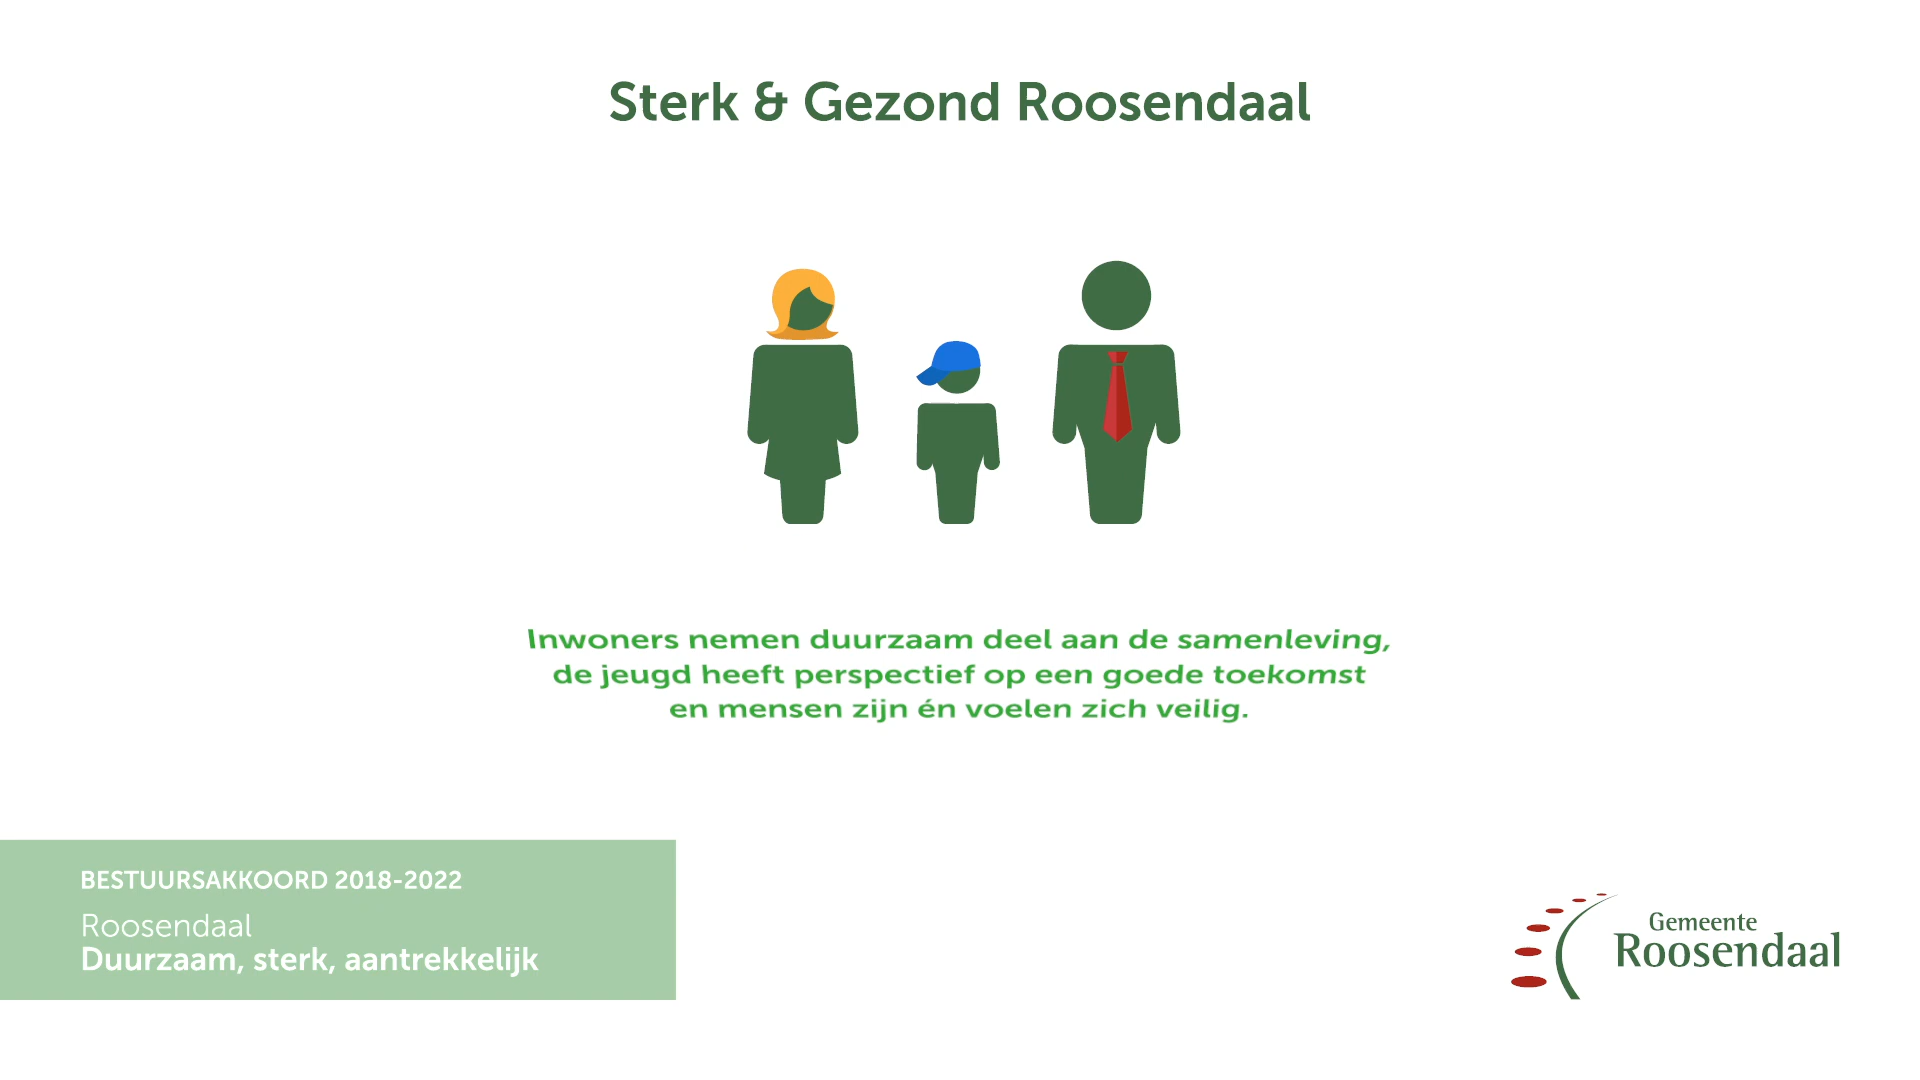 Sterk & Gezond Roosendaal
Inwoners nemen duurzaam deel aan de samenleving,
de jeugd heeft perspectief op een goede toekomst
en mensen zijn én voelen zich veilig.
BESTUURSAKKOORD 2018-2022
Roosendaal
Duurzaam, sterk, aantrekkelijk
Gemeente
Roosendaal